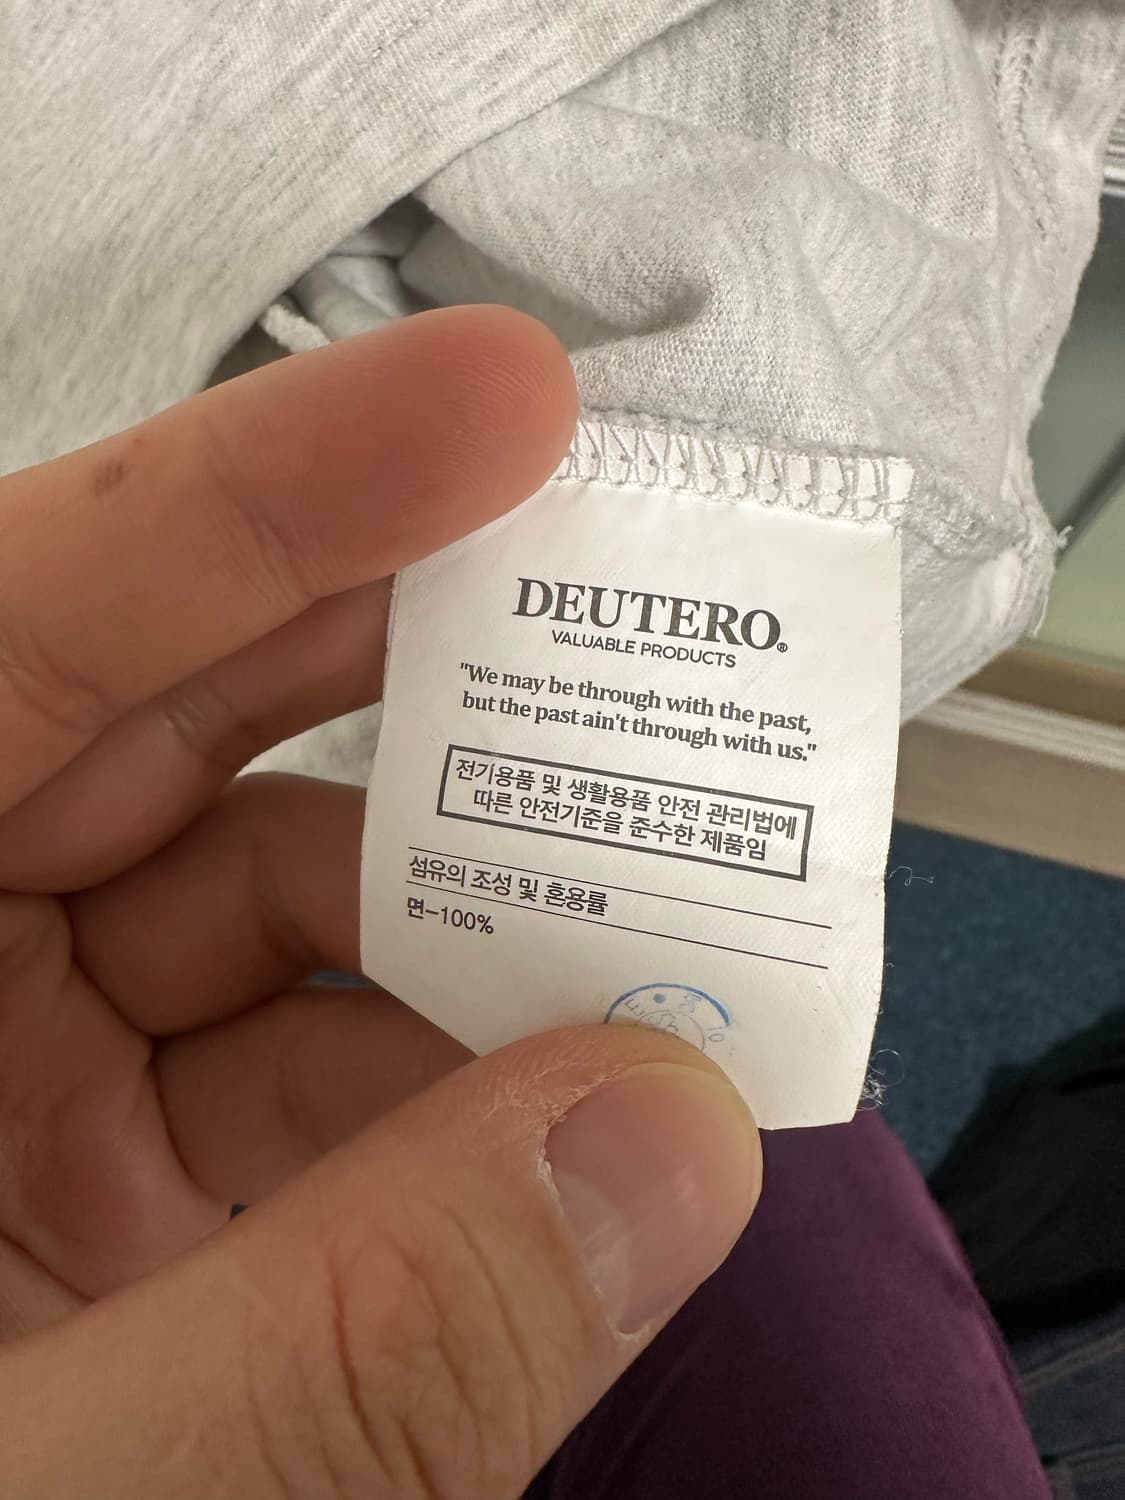 DEUTERO®
VALUABLE PRODUCTS
"We may be through with the past,
but the past ain't through with us."
전기용품 및 생활용품 안전 관리법에
따른 안전기준을 준수한 제품임
섬유의 조성 및 혼용률
면-100%